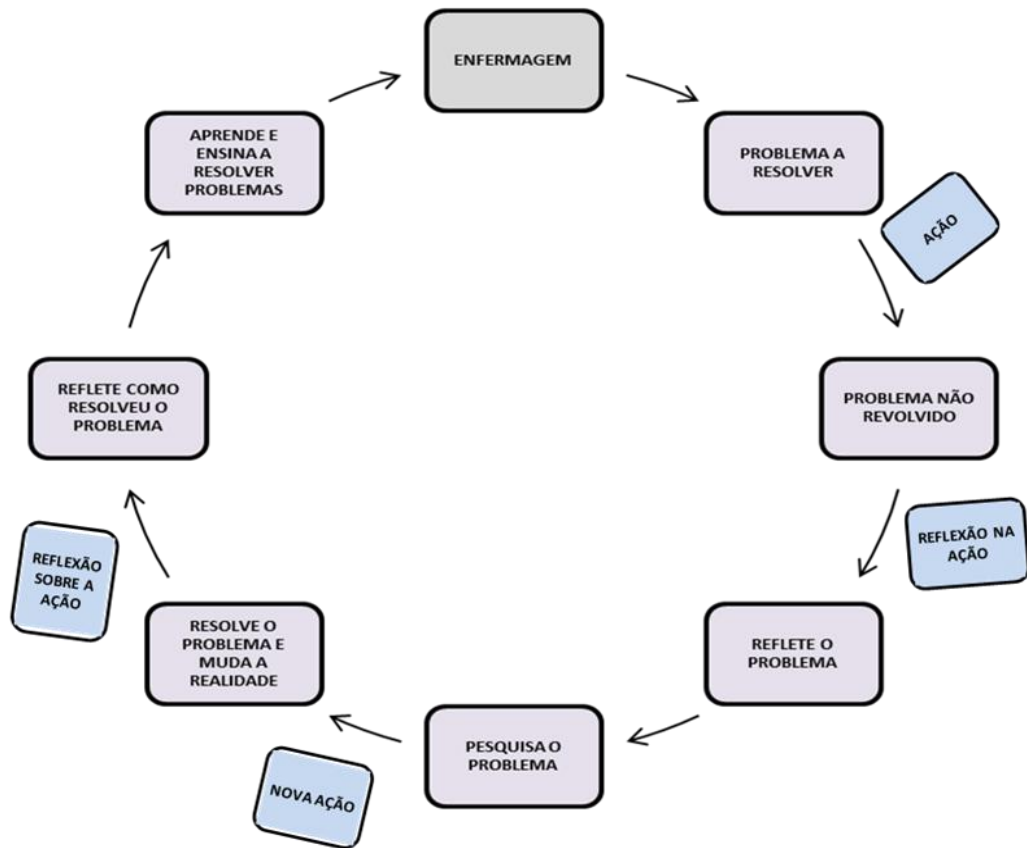 ENFERMAGEM
PROBLEMA A
RESOLVER
AÇÃO
PROBLEMA NÃO
REVOLVIDO
REFLEXÃO NA
AÇÃO
REFLETE O
PROBLEMA
PESQUISA O
PROBLEMA
NOVA AÇÃO
RESOLVE O
PROBLEMA E
MUDA A
REALIDADE
REFLEXÃO
SOBRE A
AÇÃO
REFLETE COMO
RESOLVEU O
PROBLEMA
APRENDE E
ENSINA A
RESOLVER
PROBLEMAS